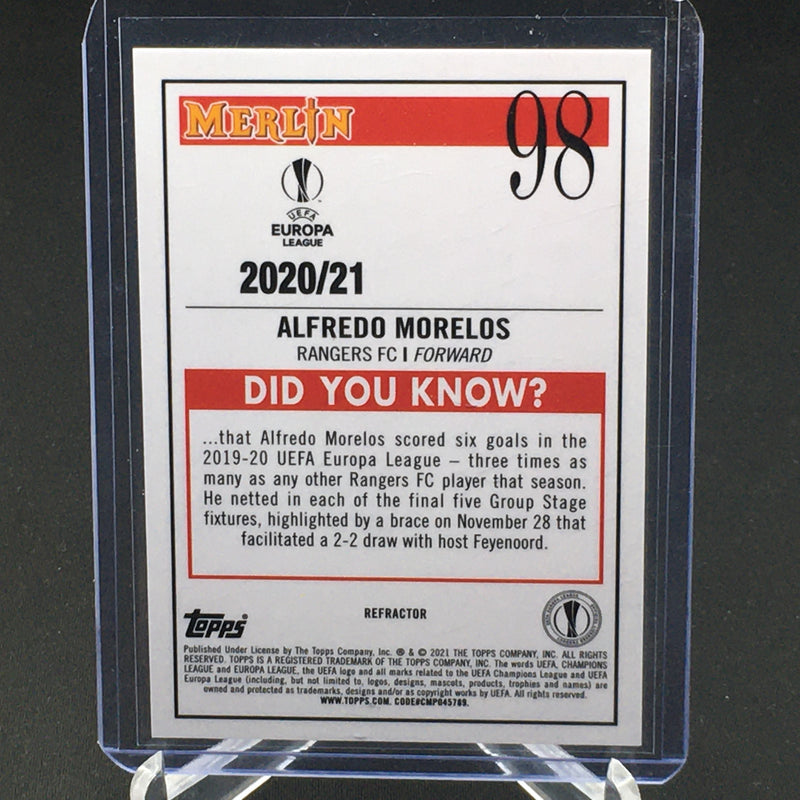 MERLIN
98
UEFA
EUROPA
LEAGUE
2020/21
ALFREDO MORELOS
RANGERS FC | FORWARD
DID YOU KNOW?
...that Alfredo Morelos scored six goals in the
2019-20 UEFA Europa League – three times as
many as any other Rangers FC player that season.
He netted in each of the final five Group Stage
fixtures, highlighted by a brace on November 28 that
facilitated a 2-2 draw with host Feyenoord.
Topps®
REFRACTOR
Published Under License by The Topps Company, Inc. ® & © 2021 THE TOPPS COMPANY, INC. ALL RIGHTS
RESERVED. TOPPS IS A REGISTERED TRADEMARK OF THE TOPPS COMPANY, INC. The words UEFA, CHAMPIONS
LEAGUE and EUROPA LEAGUE, the UEFA logo and all marks related to the UEFA Champions League and UEFA
Europa League (including, but not limited to, logos, designs, mascots, products, trophies and names) are
owned and protected as trademarks, designs and/or as copyright works by UEFA. All rights reserved.
WWW.TOPPS.COM. CODE#CMP045789.